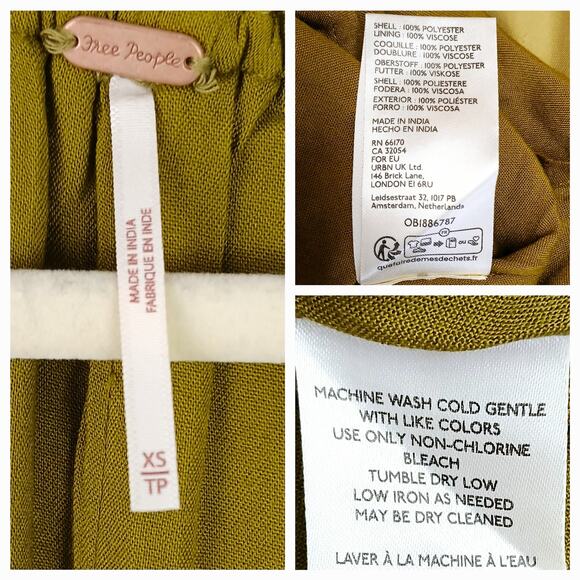 Free People
MADE IN INDIA
FABRIQUE EN INDE
XS
TP
SHELL : 100% POLYESTER
LINING : 100% VISCOSE
COQUILLE : 100% POLYESTER
DOUBLURE : 100% VISCOSE
OBERSTOFF : 100% POLYESTER
FUTTER : 100% VISKOSE
SHELL : 100% POLIESTERE
FODERA : 100% VISCOSA
EXTERIOR : 100% POLIÉSTER
FORRO : 100% VISCOSA
MADE IN INDIA
HECHO EN INDIA
RN 66170
CA 32054
FOR EU
URBN UK Ltd.
146 Brick Lane,
LONDON E1 6RU
Leidsestraat 32, 1017 PB
Amsterdam, Netherlands
OB1886787
FR
OU
quefairedemesdechets.fr
MACHINE WASH COLD GENTLE
WITH LIKE COLORS
USE ONLY NON-CHLORINE
BLEACH
TUMBLE DRY LOW
LOW IRON AS NEEDED
MAY BE DRY CLEANED
LAVER À LA MACHINE À L'EAU